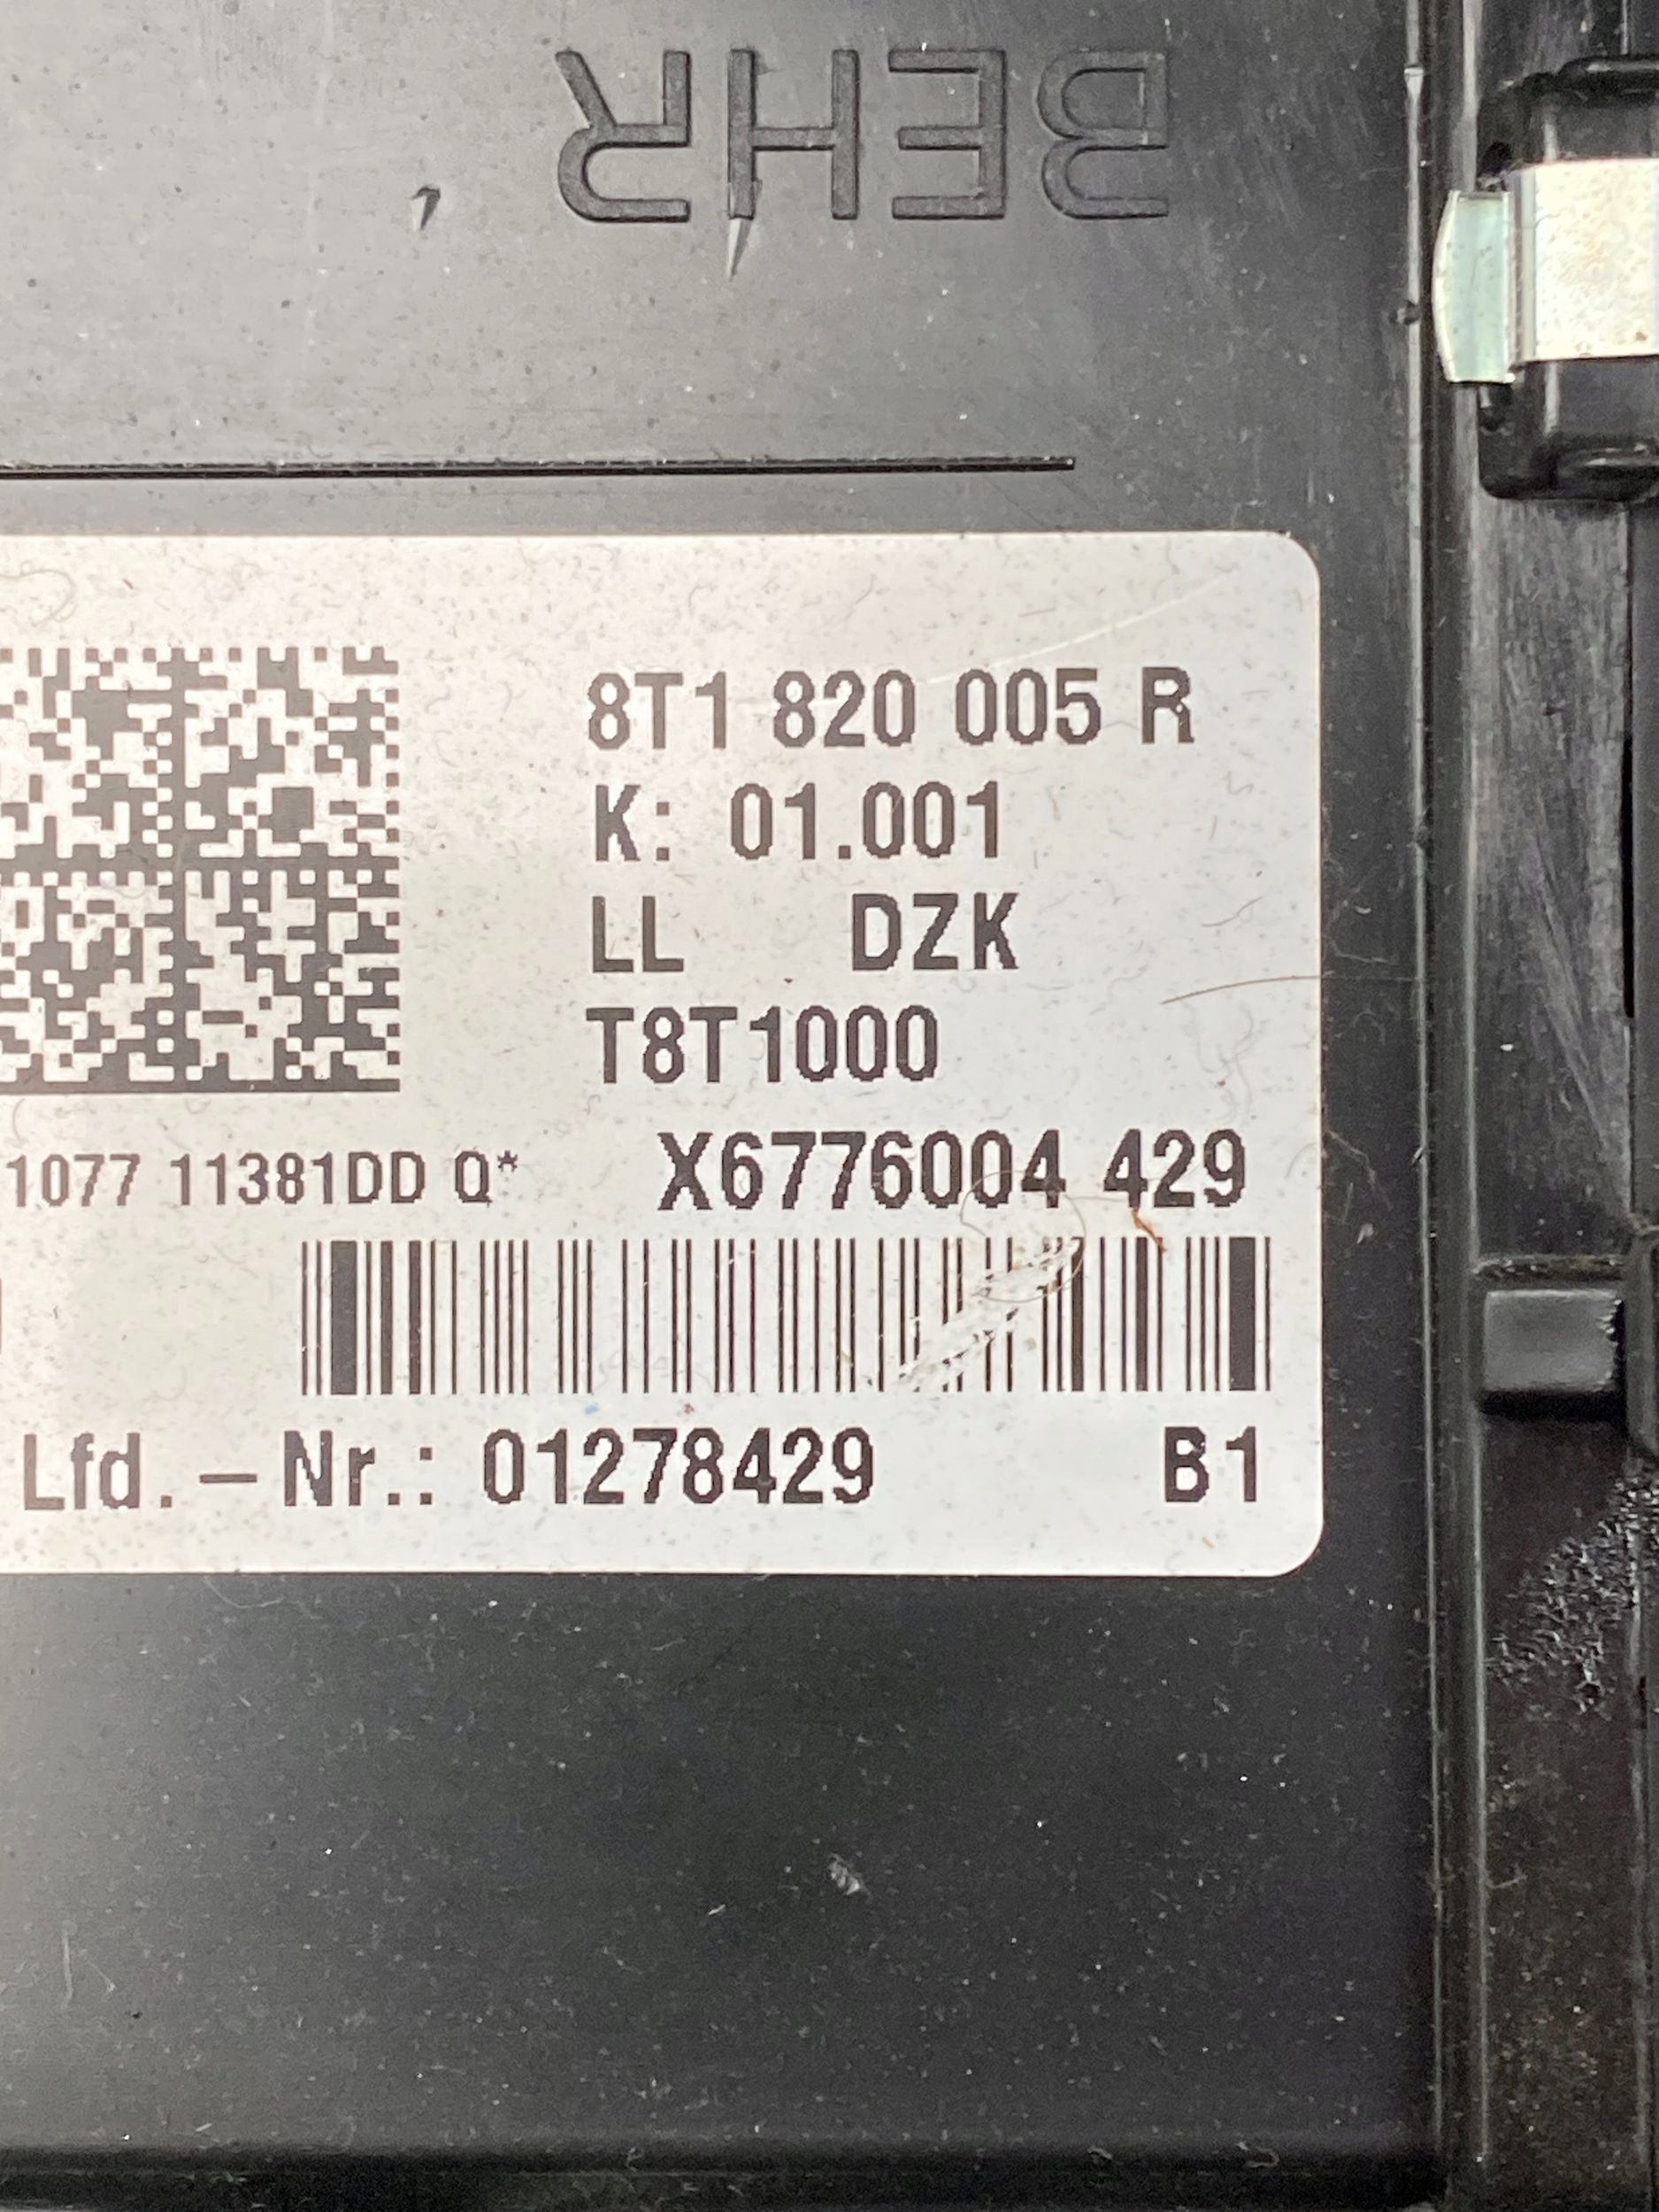 BEHR
8T1 820 005 R
K: 01.001
LL DZK
T8T1000
1077 11381DD Q* X6776004 429
Lfd.-Nr.: 01278429 B1